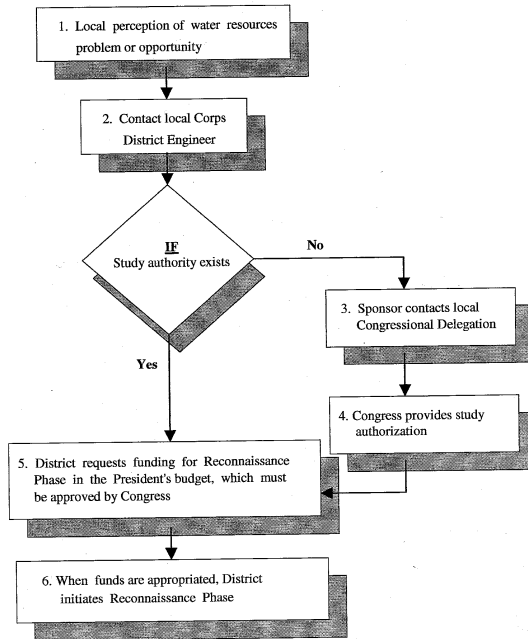 1. Local perception of water resources
problem or opportunity
2. Contact local Corps
District Engineer
IF
Study authority exists
No
Yes
3. Sponsor contacts local
Congressional Delegation
4. Congress provides study
authorization
5. District requests funding for Reconnaissance
Phase in the President's budget, which must
be approved by Congress
6. When funds are appropriated, District
initiates Reconnaissance Phase